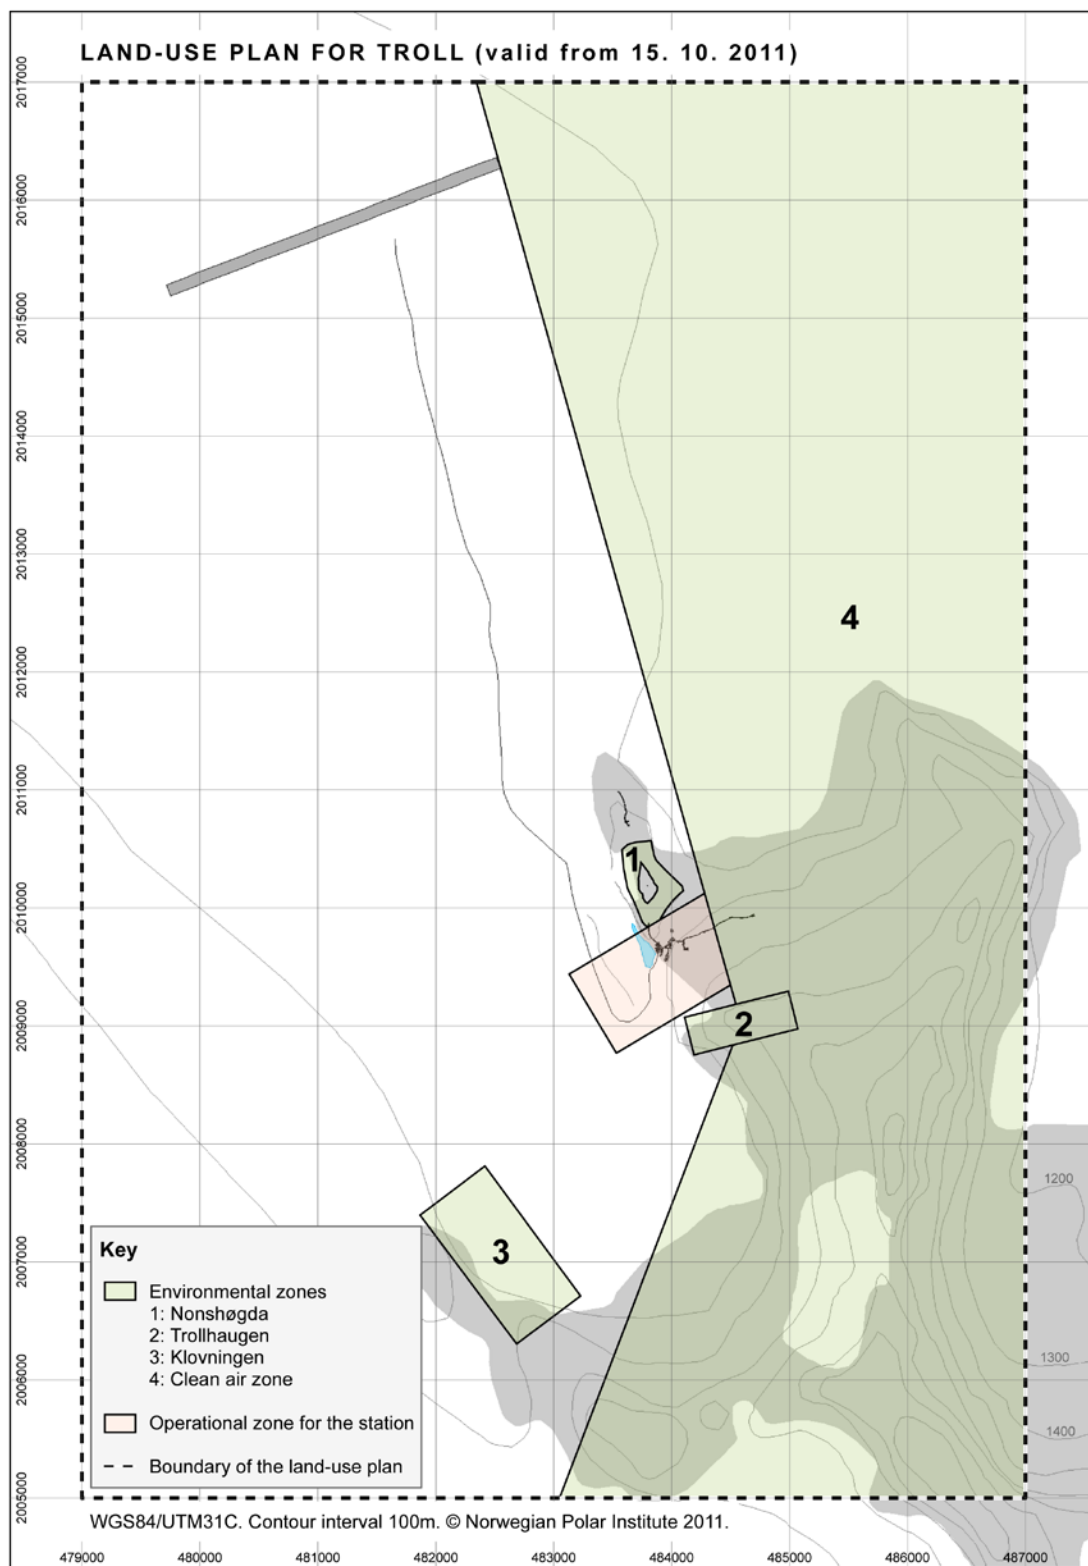 LAND-USE PLAN FOR TROLL (valid from 15. 10. 2011)
2017000
2016000
2015000
2014000
2013000
2012000
2011000
2010000
2009000
2008000
2007000
2006000
2005000
4
1
2
3
1200
1300
1400
Key
Environmental zones
1: Nonshøgda
2: Trollhaugen
3: Klovningen
4: Clean air zone
Operational zone for the station
Boundary of the land-use plan
WGS84/UTM31C. Contour interval 100m. © Norwegian Polar Institute 2011.
479000 480000 481000 482000 483000 484000 485000 486000 487000